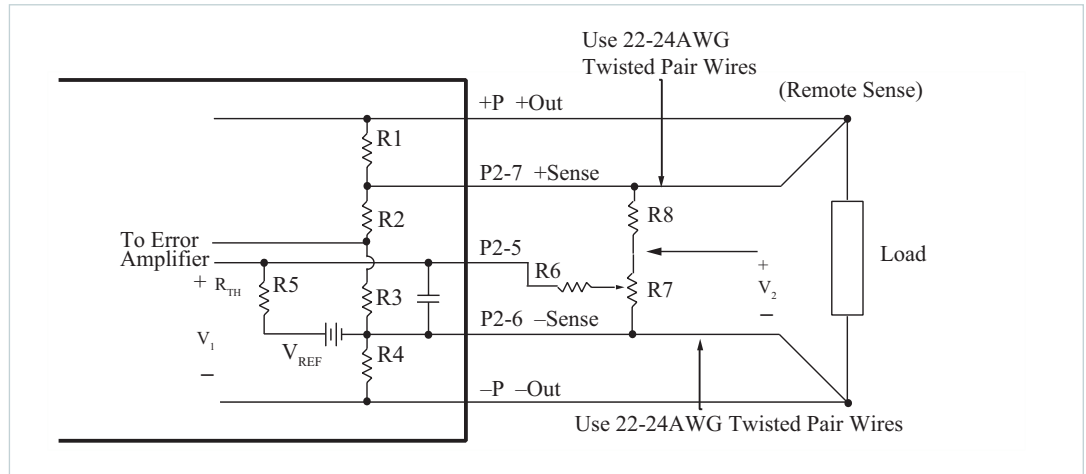 Use 22-24AWG
Twisted Pair Wires
(Remote Sense)
+P +Out
R1
P2-7 +Sense
R2
R8
To Error
Amplifier
P2-5
+
R_TH
R5
R6
R3
R7
+
V_2
–
Load
P2-6 –Sense
V_1
V_REF
R4
–
–P –Out
Use 22-24AWG Twisted Pair Wires